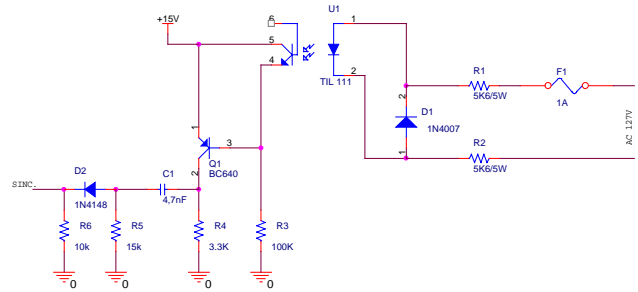 U1
+15V
6
5
4
1
2
TIL 111
R1
5K6/5W
F1
1A
2
D1
1N4007
1
R2
5K6/5W
AC 127V
1
3
Q1
BC640
2
D2
1N4148
C1
4,7nF
SINC.
R6
10k
R5
15k
R4
3.3K
R3
100K
0
0
0
0